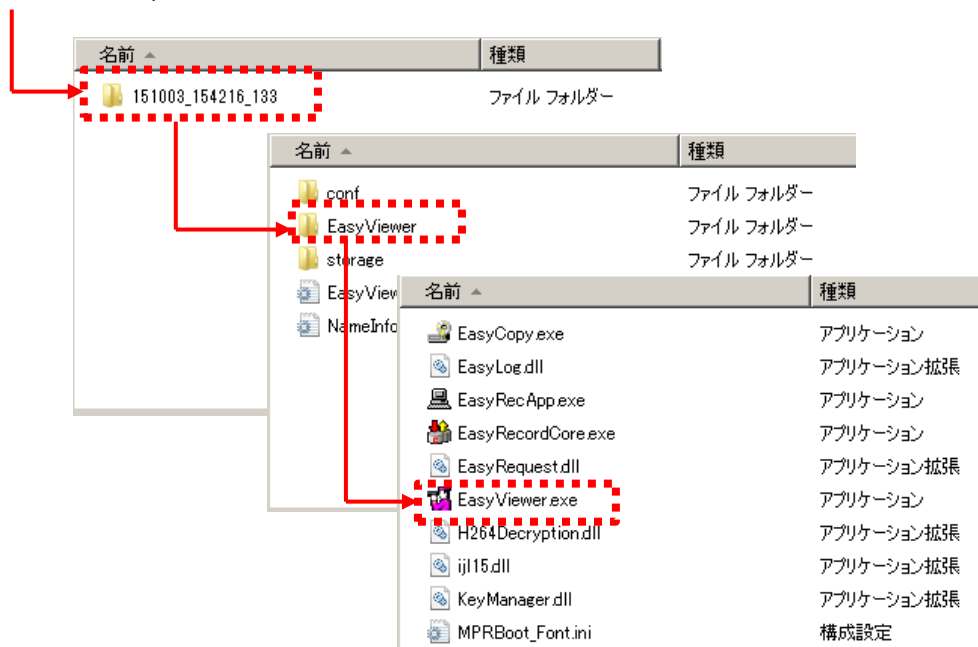 名前 種類
151003_154216_133 ファイル フォルダー
名前 種類
conf ファイル フォルダー
EasyViewer ファイル フォルダー
storage ファイル フォルダー
EasyView
NameInfo
名前 種類
EasyCopy.exe アプリケーション
EasyLog.dll アプリケーション拡張
EasyRecApp.exe アプリケーション
EasyRecordCore.exe アプリケーション
EasyRequest.dll アプリケーション拡張
EasyViewer.exe アプリケーション
H264Decryption.dll アプリケーション拡張
ijl15.dll アプリケーション拡張
KeyManager.dll アプリケーション拡張
MPRBoot_Font.ini 構成設定